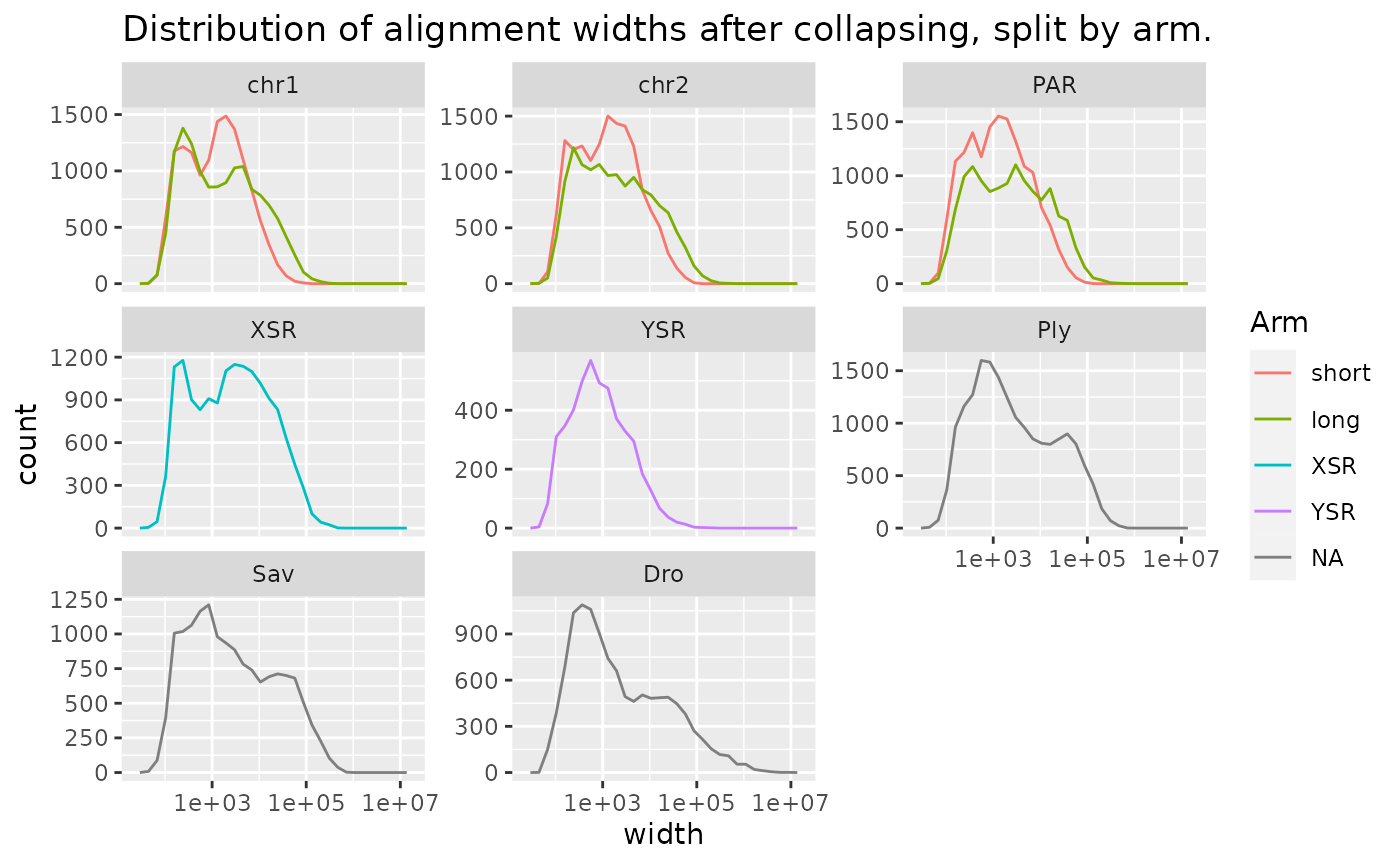 Distribution of alignment widths after collapsing, split by arm.
chr1
chr2
PAR
1500
1000
500
0
1500
1000
500
0
1500
1000
500
0
XSR
YSR
Ply
1200
900
600
300
0
400
200
0
1500
1000
500
0
1e+03 1e+05 1e+07
Sav
Dro
1250
1000
750
500
250
0
900
600
300
0
1e+03 1e+05 1e+07
1e+03 1e+05 1e+07
count
width
Arm
short
long
XSR
YSR
NA